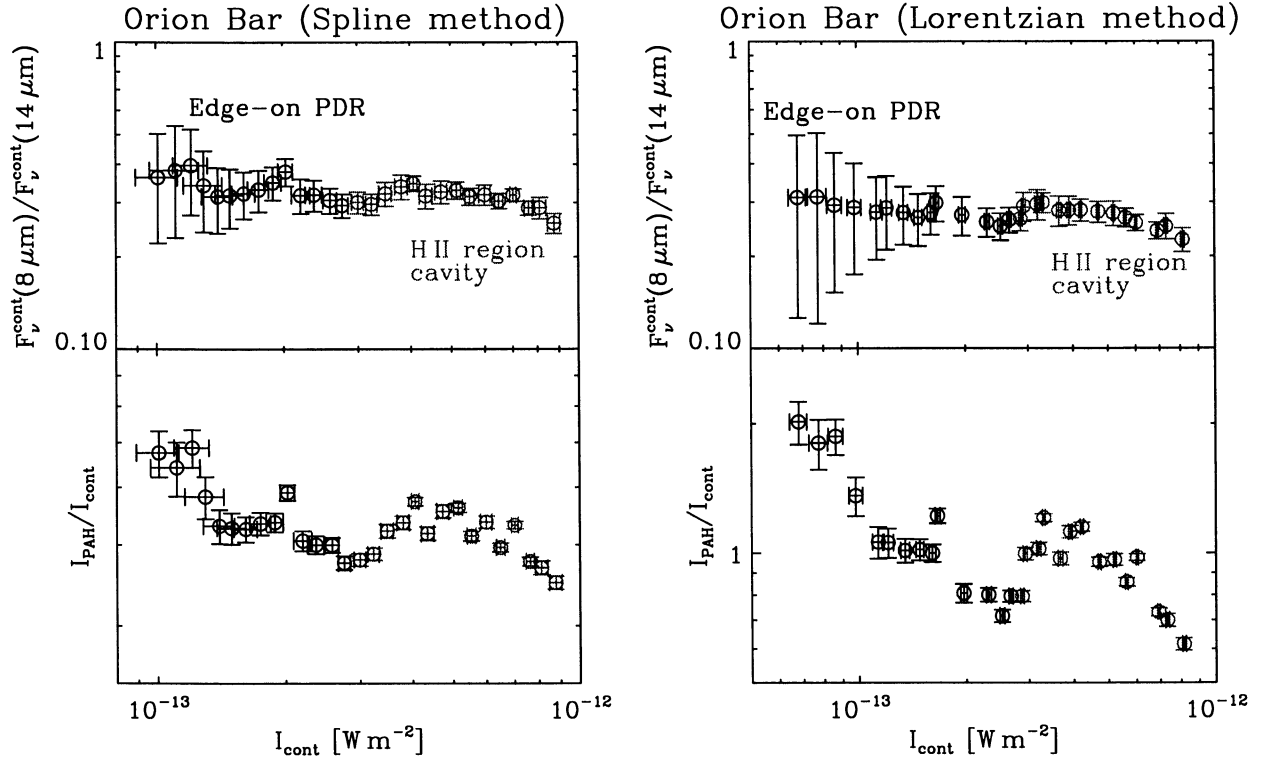 Orion Bar (Spline method)
Orion Bar (Lorentzian method)
1
F_ν^cont(8 μm)/F_ν^cont(14 μm)
Edge-on PDR
H II region
cavity
0.10
I_PAH/I_cont
10^-13
10^-12
I_cont [W m^-2]
1
F_ν^cont(8 μm)/F_ν^cont(14 μm)
Edge-on PDR
H II region
cavity
0.10
I_PAH/I_cont
1
10^-13
10^-12
I_cont [W m^-2]